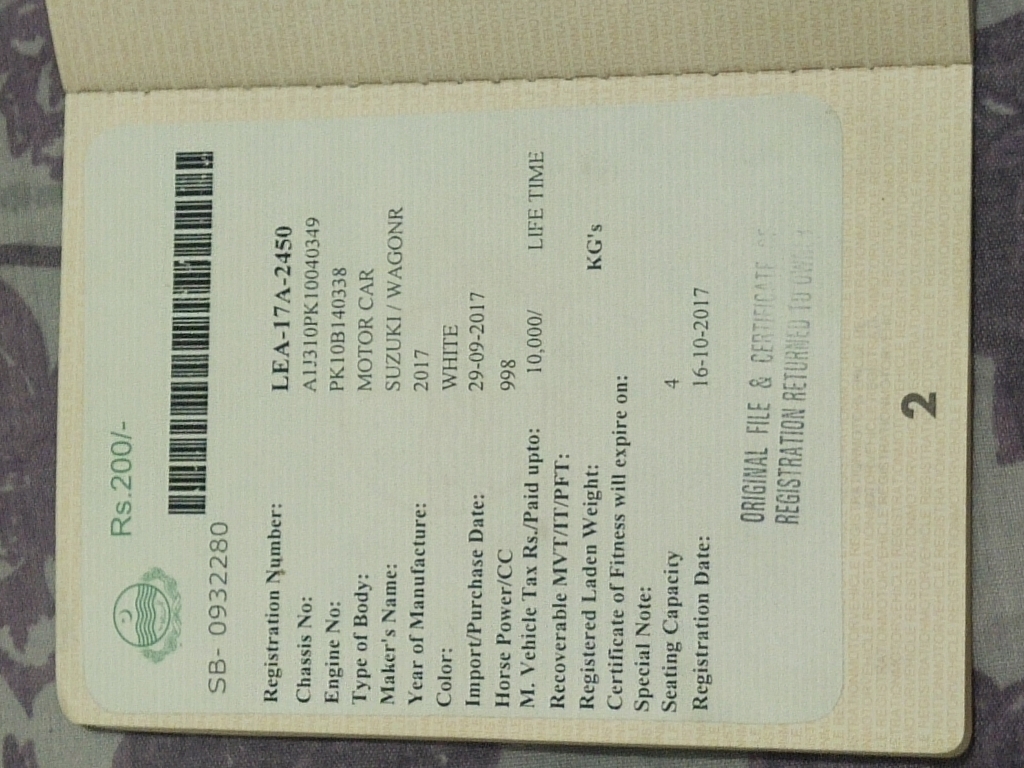 Rs.200/-
SB- 0932280
Registration Number: LEA-17A-2450
Chassis No: A1J310PK10040349
Engine No: PK10B140338
Type of Body: MOTOR CAR
Maker's Name: SUZUKI / WAGONR
Year of Manufacture: 2017
Color: WHITE
Import/Purchase Date: 29-09-2017
Horse Power/CC 998
M. Vehicle Tax Rs./Paid upto: 10,000/ LIFE TIME
Recoverable MVT/IT/PFT:
Registered Laden Weight: KG's
Certificate of Fitness will expire on:
Special Note:
Seating Capacity 4
Registration Date: 16-10-2017
ORIGINAL FILE & CERTIFICATE OF
REGISTRATION RETURNED TO OWNER
2